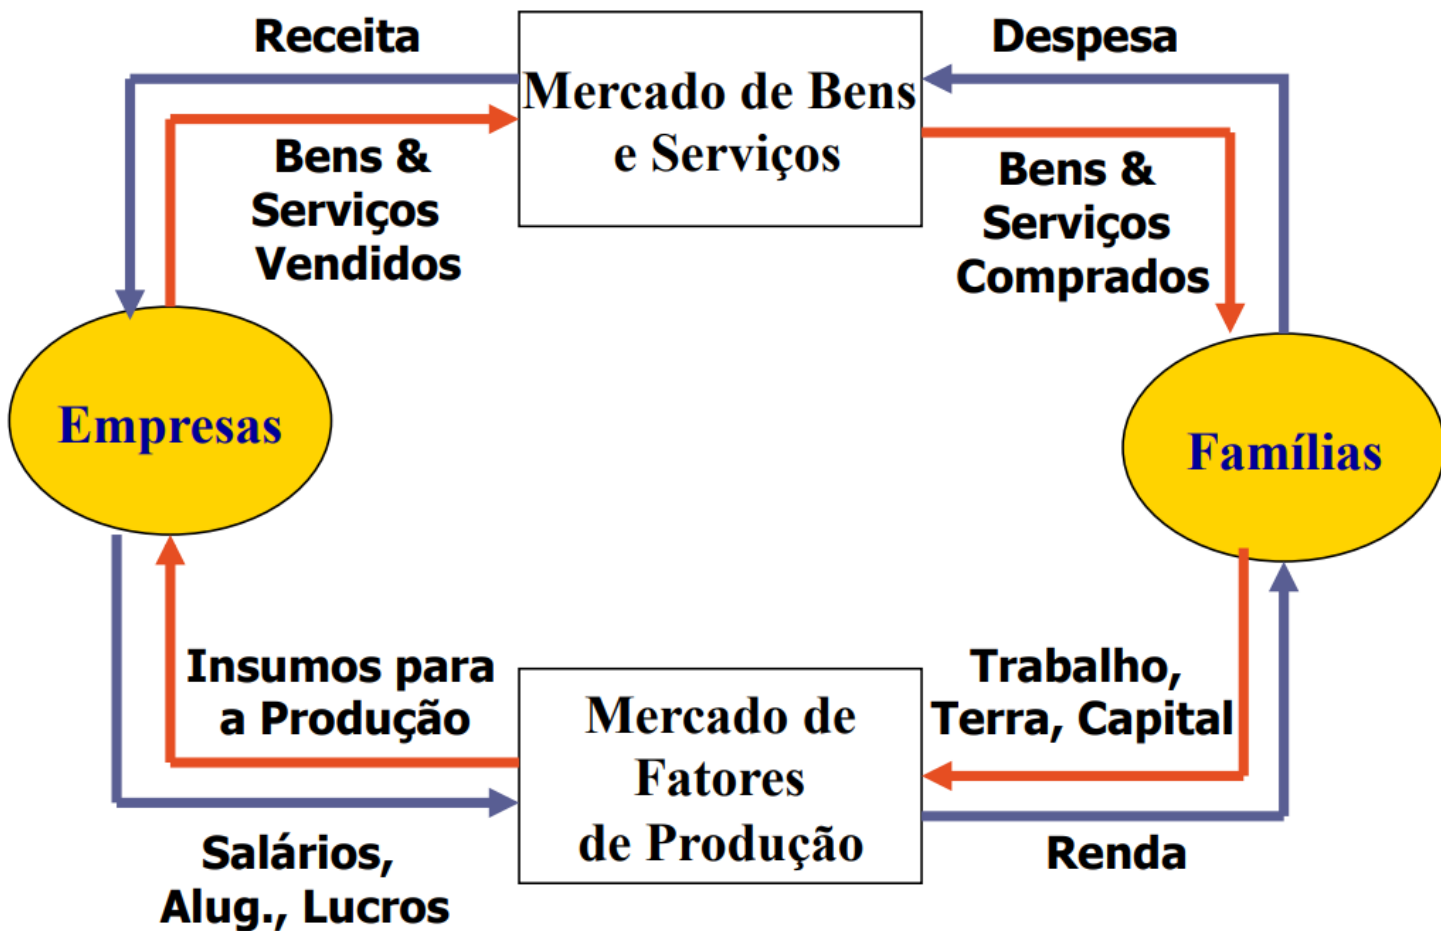 Receita
Despesa
Mercado de Bens
e Serviços
Bens &
Serviços
Vendidos
Bens &
Serviços
Comprados
Empresas
Famílias
Insumos para
a Produção
Mercado de
Fatores
de Produção
Trabalho,
Terra, Capital
Salários,
Alug., Lucros
Renda